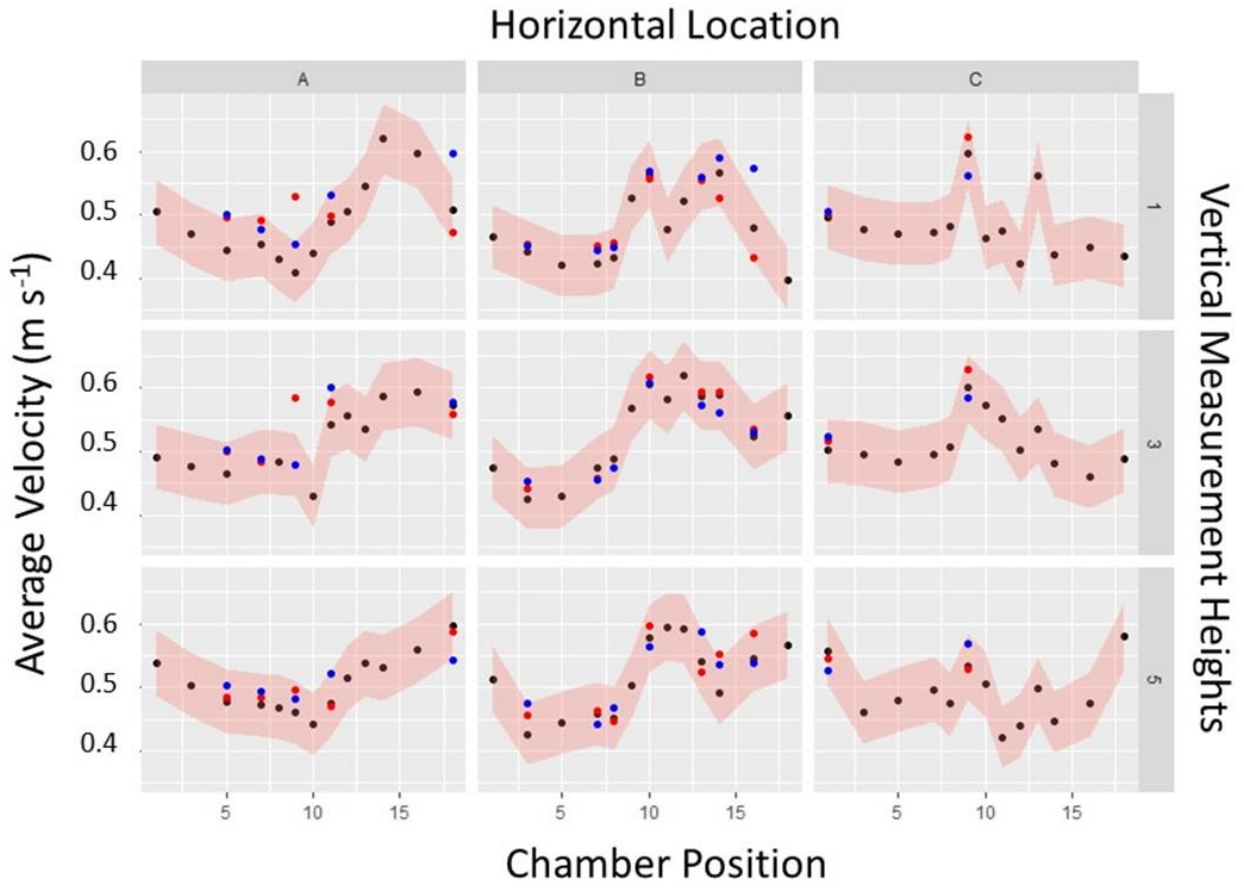 Horizontal Location
A B C
0.6
0.5
0.4
1
0.6
0.5
0.4
3
0.6
0.5
0.4
5
5 10 15 5 10 15 5 10 15
Chamber Position
Average Velocity (m s-1)
Vertical Measurement Heights